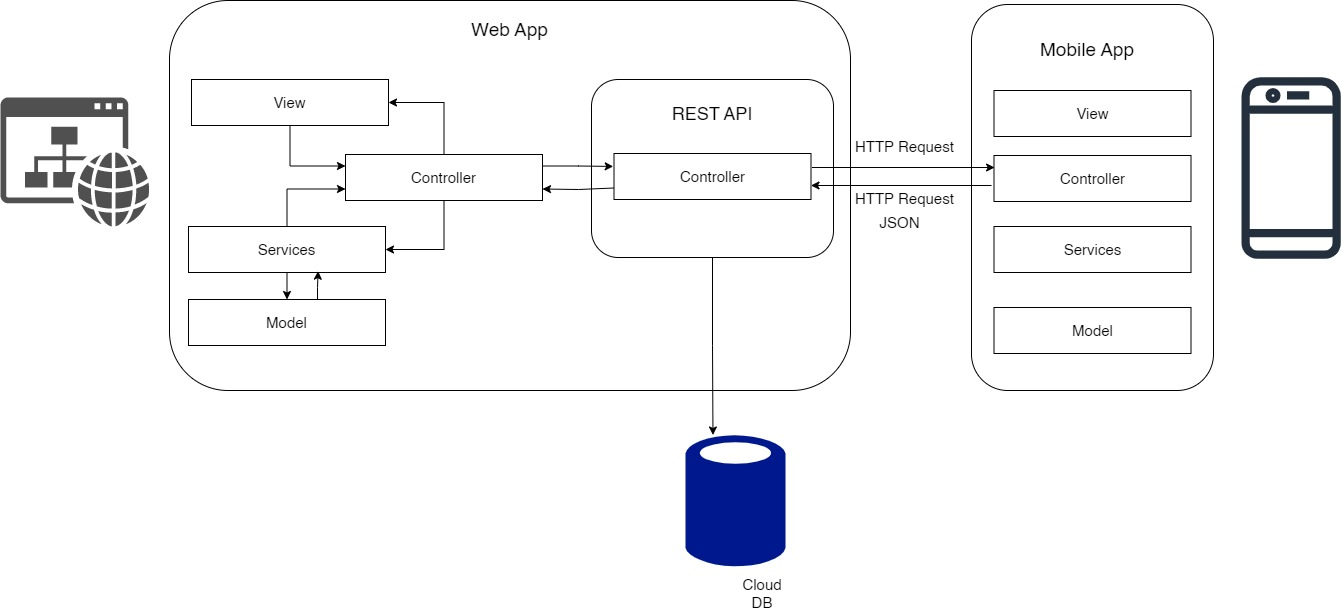 Web App
View
Controller
Services
Model
REST API
Controller
HTTP Request
HTTP Request
JSON
Mobile App
View
Controller
Services
Model
Cloud
DB